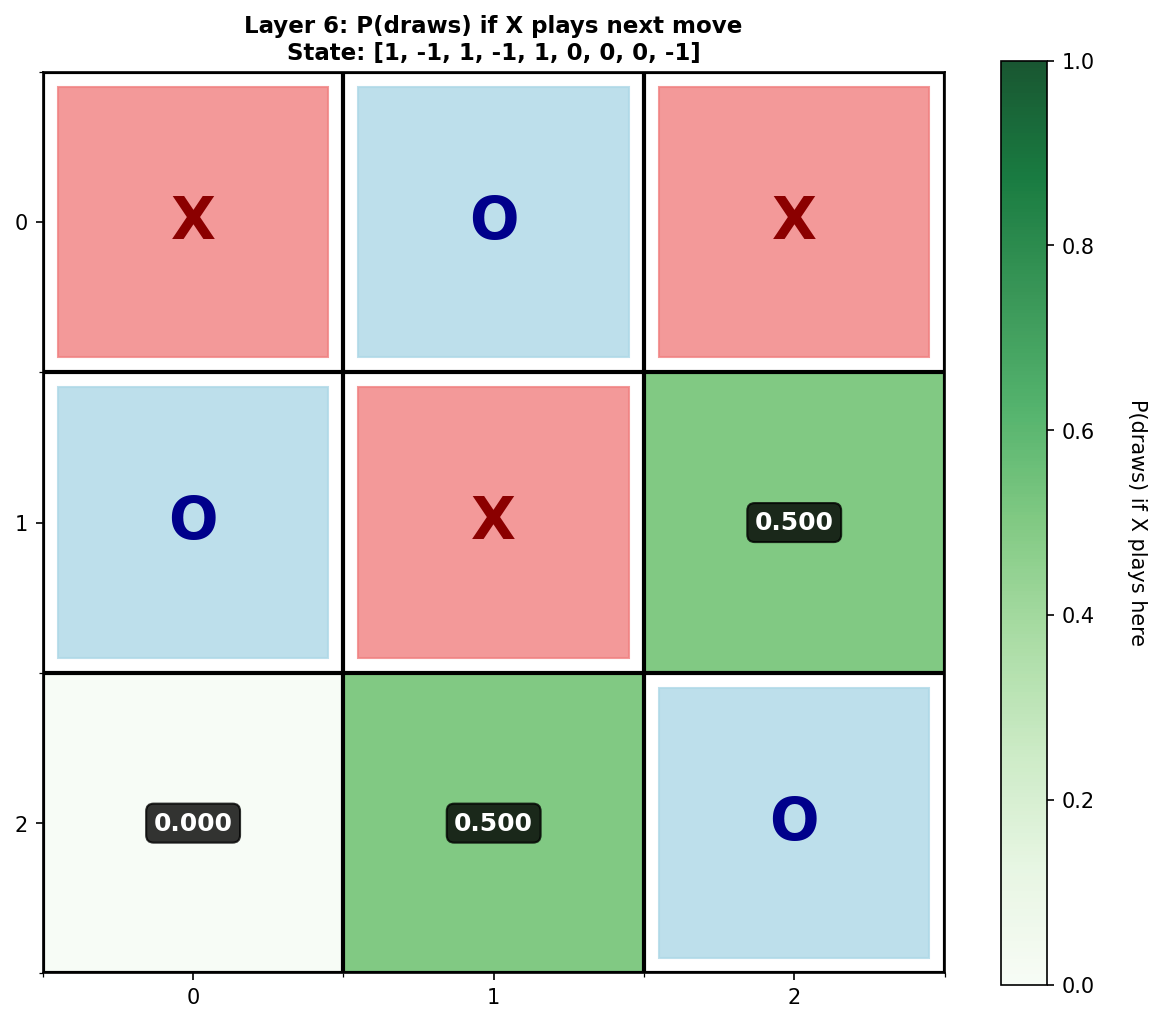 Layer 6: P(draws) if X plays next move
State: [1, -1, 1, -1, 1, 0, 0, 0, -1]
X
O
X
O
X
0.500
0.000
0.500
O
0
1
2
0
1
2
1.0
0.8
0.6
0.4
0.2
0.0
P(draws) if X plays here